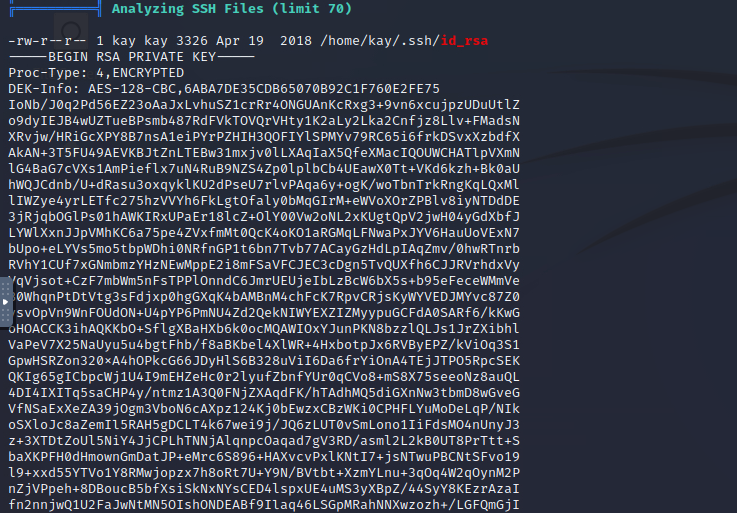 Analyzing SSH Files (limit 70)
-rw-r--r-- 1 kay kay 3326 Apr 19 2018 /home/kay/.ssh/id_rsa
-----BEGIN RSA PRIVATE KEY-----
Proc-Type: 4,ENCRYPTED
DEK-Info: AES-128-CBC,6ABA7DE35CDB65070B92C1F760E2FE75
IoNb/J0q2Pd56EZ23oAaJxLvhuSZ1crRr4ONGUAnKcRxg3+9vn6xcujpzUDuUtlZ
o9dyIEJB4wUZTueBPsmb487RdFVkTOVQrVHty1K2aLy2Lka2Cnfjz8Llv+FMadsN
XRvjw/HRiGcXPY8B7nsA1eiPYrPZHIH3QOFIYlSPMYv79RC65i6frkDSvxXzbdfX
AkAN+3T5FU49AEVKBJtZnLTEBw31mxjv0lLXAqIaX5QfeXMacIQOUWCHATlpVXmN
lG4BaG7cVXs1AmPieflx7uN4RuB9NZS4Zp0lplbCb4UEawX0Tt+VKd6kzh+Bk0aU
hWQJCdnb/U+dRasu3oxqyklKU2dPseU7rlvPAqa6y+ogK/woTbnTrkRngKqLQxMl
lIWZye4yrLETfc275hzVVYh6FkLgtOfaly0bMqGIrM+eWVoXOrZPBlv8iyNTDdDE
3jRjqbOGlPs01hAWKIRxUPaEr18lcZ+OlY00Vw2oNL2xKUgtQpV2jwH04yGdXbfJ
LYWlXxnJJpVMhKC6a75pe4ZVxfmMt0QcK4oKO1aRGMqLFNwaPxJYV6HauUoVExN7
bUpo+eLYVs5mo5tbpWDhi0NRfnGP1t6bn7Tvb77ACayGzHdLpIAqZmv/0hwRTnrb
RVhY1CUf7xGNmbmzYHzNEwMppE2i8mFSaVFCJEC3cDgn5TvQUXfh6CJJRVrhdxVy
VqVjsot+CzF7mbWm5nFsTPPlOnndC6JmrUEUjeIbLzBcW6bX5s+b95eFeceWMmVe
B0WhqnPtDtVtg3sFdjxp0hgGXqK4bAMBnM4chFcK7RpvCRjsKyWYVEDJMYvc87Z0
ysvOpVn9WnFOUdON+U4pYP6PmNU4Zd2QekNIWYEXZIZMyypuGCFdA0SARf6/kKwG
oHOACCK3ihAQKKbO+SflgXBaHXb6k0ocMQAWIOxYJunPKN8bzzlQLJs1JrZXibhl
VaPeV7X25NaUyu5u4bgtFhb/f8aBKbel4XlWR+4HxbotpJx6RVByEPZ/kViOq3S1
GpwHSRZon320×A4hOPkcG66JDyHlS6B328uViI6Da6frYiOnA4TEjJTPO5RpcSEK
QKIg65gICbpcWj1U4I9mEHZeHc0r2lyufZbnfYUr0qCVo8+mS8X75seeoNz8auQL
4DI4IXITq5saCHP4y/ntmz1A3Q0FNjZXAqdFK/hTAdhMQ5diGXnNw3tbmD8wGveG
VfNSaExXeZA39jOgm3VboN6cAXpz124Kj0bEwzxCBzWKi0CPHFLYuMoDeLqP/NIk
oSXloJc8aZemIl5RAH5gDCLT4k67wei9j/JQ6zLUT0vSmLono1IiFdsMO4nUnyJ3
z+3XTDtZoUl5NiY4JjCPLhTNNjAlqnpcOaqad7gV3RD/asml2L2kB0UT8PrTtt+S
baXKPFH0dHmownGmDatJP+eMrc6S896+HAXvcvPxlKNtI7+jsNTwuPBCNtSFvo19
l9+xxd55YTVo1Y8RMwjopzx7h8oRt7U+Y9N/BVtbt+XzmYLnu+3qOq4W2qOynM2P
nZjVPpeh+8DBoucB5bfXsiSkNxNYsCED4lspxUE4uMS3yXBpZ/44SyY8KEzrAzaI
fn2nnjwQ1U2FaJwNtMN5OIshONDEABf9Ilaq46LSGpMRahNNXwzozh+/LGFQmGjI